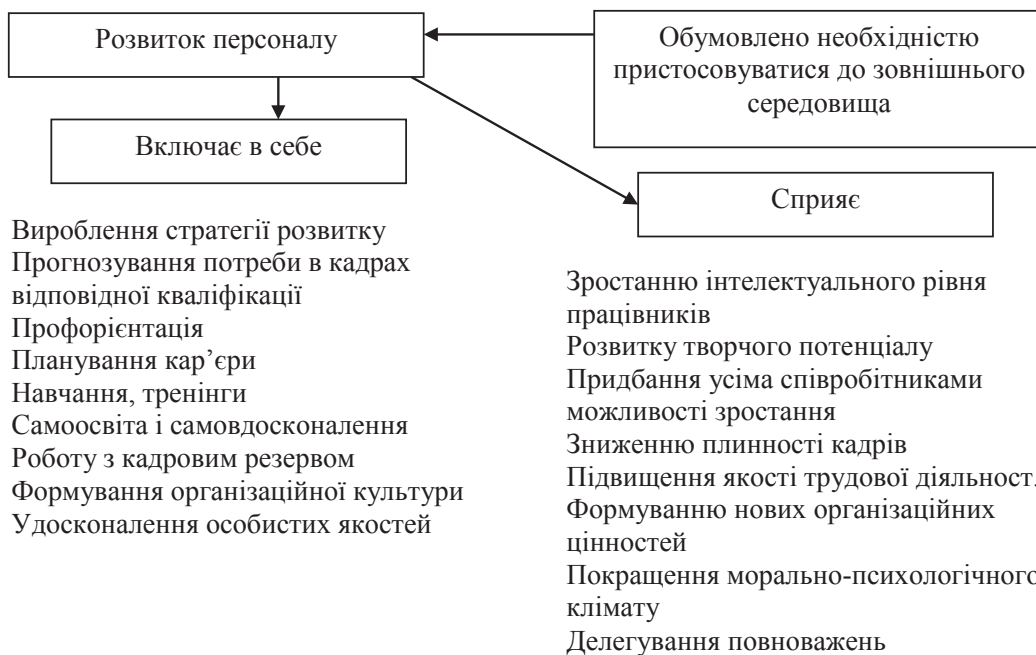 Розвиток персоналу
Обумовлено необхідністю
пристосовуватися до зовнішнього
середовища
Включає в себе
Сприяє
Вироблення стратегії розвитку
Прогнозування потреби в кадрах
відповідної кваліфікації
Профорієнтація
Планування кар’єри
Навчання, тренінги
Самоосвіта і самовдосконалення
Роботу з кадровим резервом
Формування організаційної культури
Удосконалення особистих якостей
Зростанню інтелектуального рівня
працівників
Розвитку творчого потенціалу
Придбання усіма співробітниками
можливості зростання
Зниженню плинності кадрів
Підвищення якості трудової діяльност
Формуванню нових організаційних
цінностей
Покращення морально-психологічного
клімату
Делегування повноважень